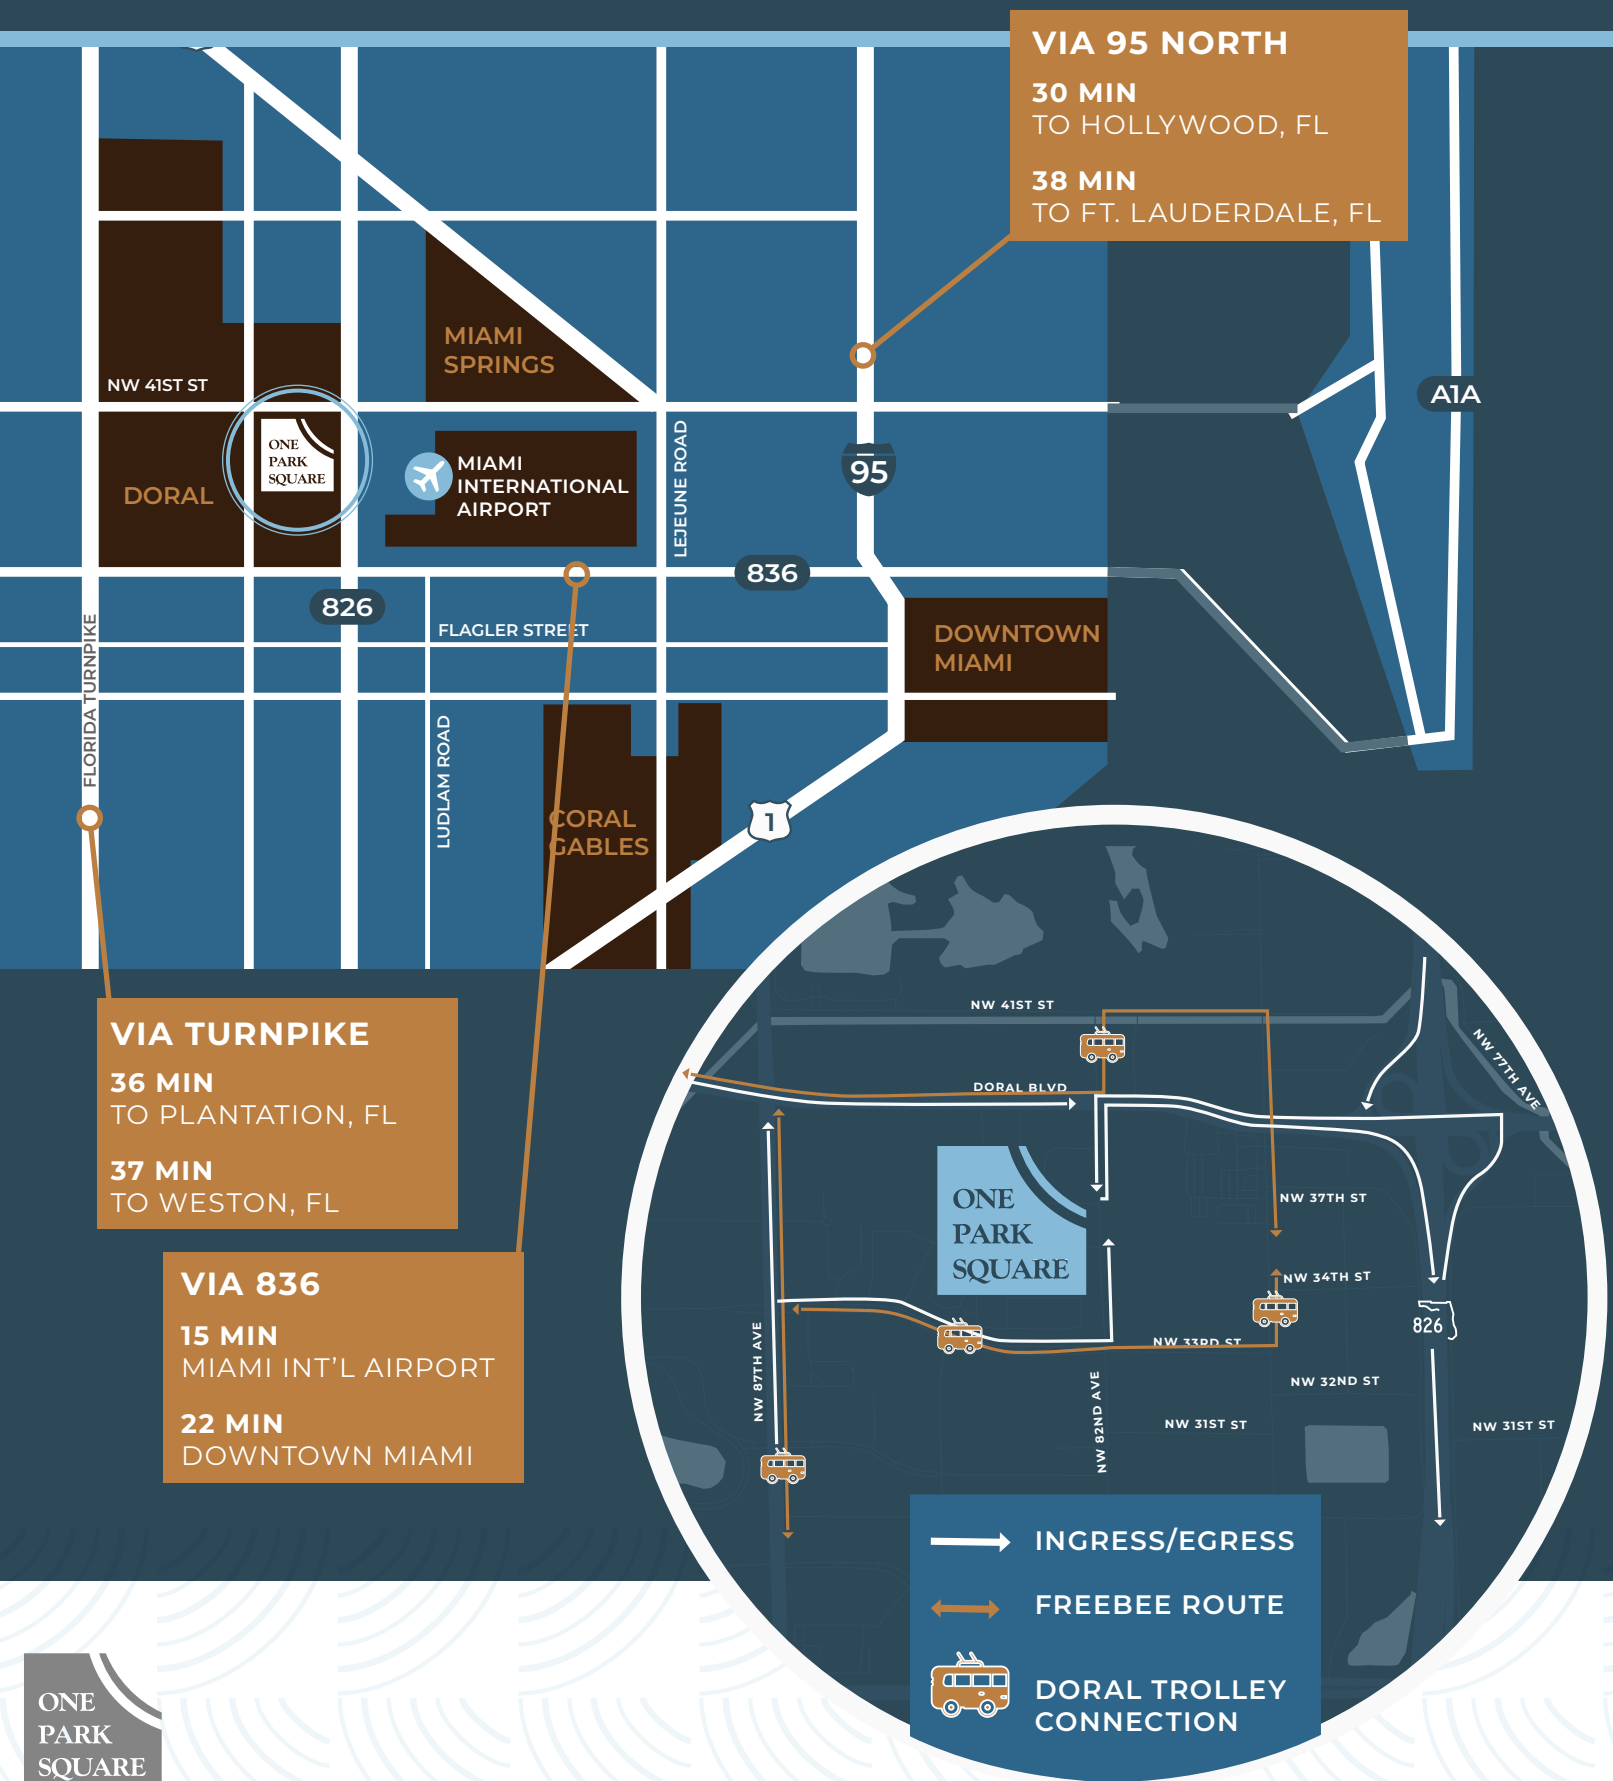 VIA 95 NORTH
30 MIN
TO HOLLYWOOD, FL
38 MIN
TO FT. LAUDERDALE, FL
MIAMI
SPRINGS
NW 41ST ST
A1A
ONE
PARK
SQUARE
DORAL
MIAMI
INTERNATIONAL
AIRPORT
LEJEUNE ROAD
95
836
826
FLAGLER STREET
DOWNTOWN
MIAMI
FLORIDA TURNPIKE
LUDLAM ROAD
CORAL
GABLES
1
VIA TURNPIKE
36 MIN
TO PLANTATION, FL
37 MIN
TO WESTON, FL
VIA 836
15 MIN
MIAMI INT'L AIRPORT
22 MIN
DOWNTOWN MIAMI
NW 41ST ST
NW 77TH AVE
DORAL BLVD
ONE
PARK
SQUARE
NW 37TH ST
NW 34TH ST
826
NW 33RD ST
NW 87TH AVE
NW 82ND AVE
NW 32ND ST
NW 31ST ST
NW 31ST ST
INGRESS/EGRESS
FREEBEE ROUTE
DORAL TROLLEY
CONNECTION
ONE
PARK
SQUARE